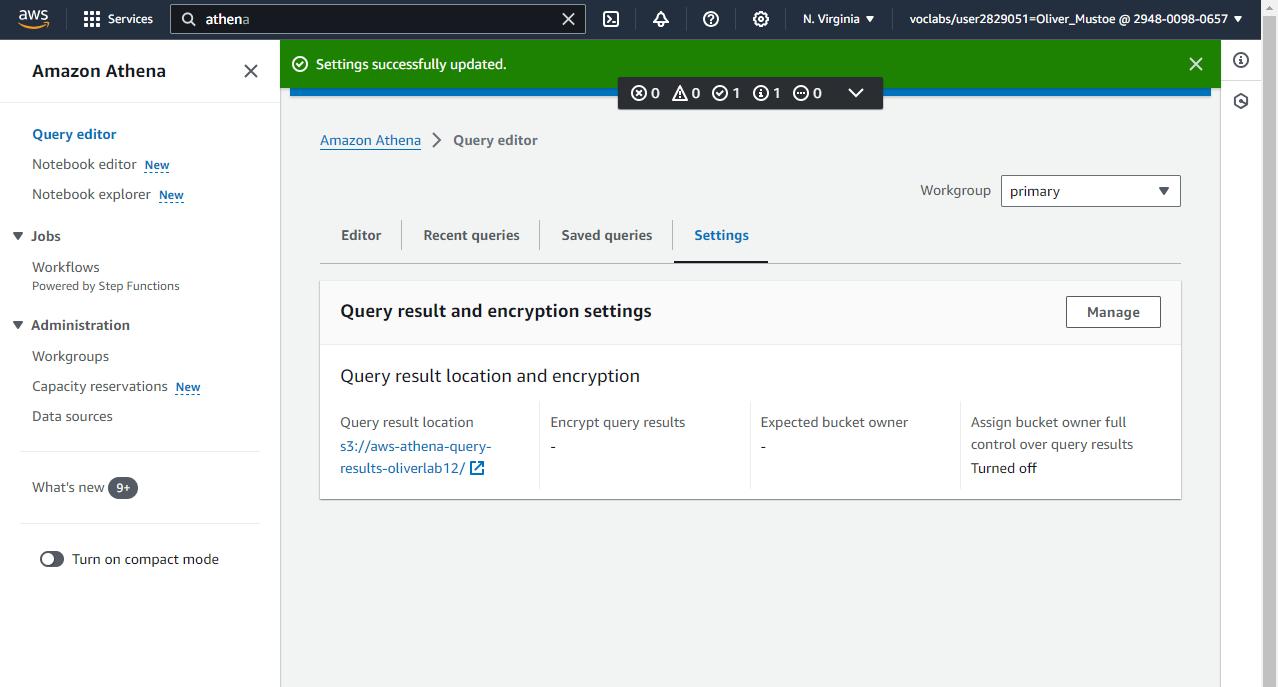 aws
Services
athena
N. Virginia
voclabs/user2829051=Oliver_Mustoe @ 2948-0098-0657
Amazon Athena
Query editor
Notebook editor New
Notebook explorer New
Jobs
Workflows
Powered by Step Functions
Administration
Workgroups
Capacity reservations New
Data sources
What's new 9+
Turn on compact mode
Settings successfully updated.
0 0 1 1 0
Amazon Athena Query editor
Workgroup primary
Editor Recent queries Saved queries Settings
Query result and encryption settings
Manage
Query result location and encryption
Query result location
s3://aws-athena-query-
results-oliverlab12/
Encrypt query results
-
Expected bucket owner
-
Assign bucket owner full
control over query results
Turned off